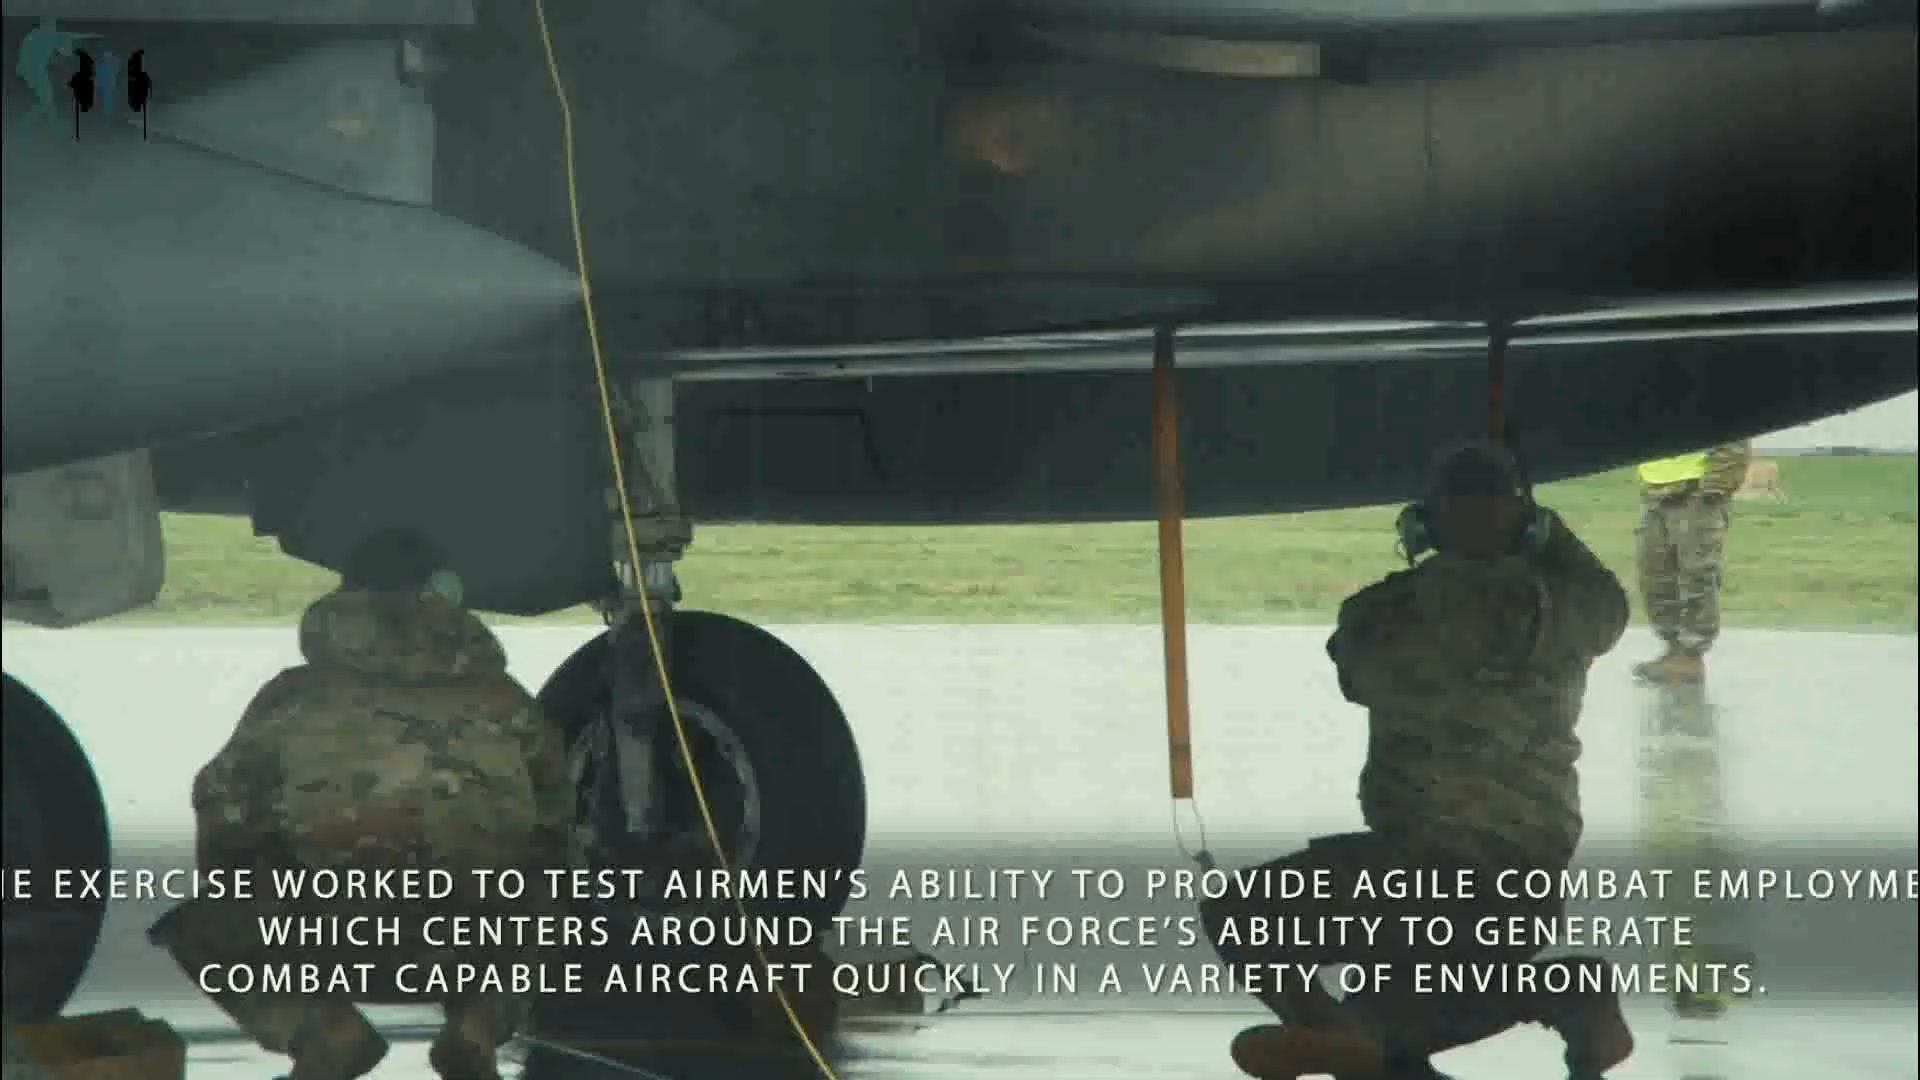 E EXERCISE WORKED TO TEST AIRMEN'S ABILITY TO PROVIDE AGILE COMBAT EMPLOYME
WHICH CENTERS AROUND THE AIR FORCE'S ABILITY TO GENERATE
COMBAT CAPABLE AIRCRAFT QUICKLY IN A VARIETY OF ENVIRONMENTS.